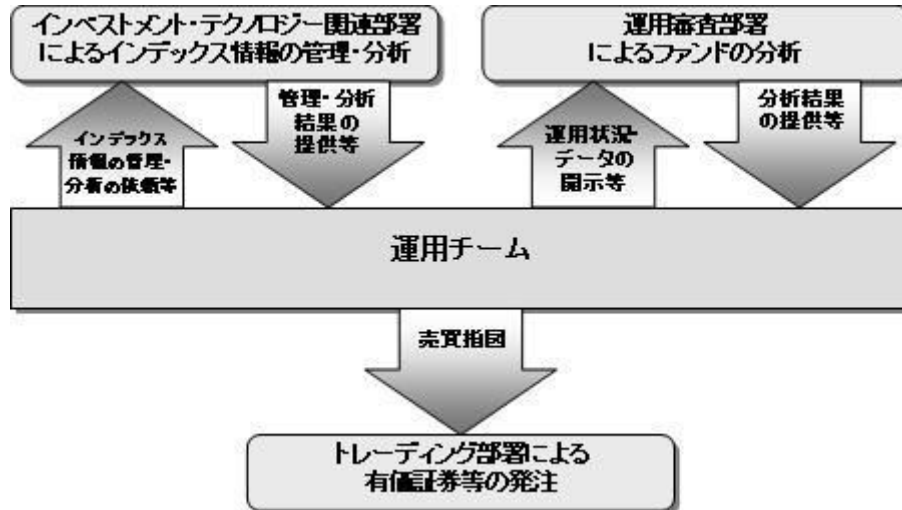 インベストメント・テクノロジー関連部署
によるインデックス情報の管理・分析
運用審査部署
によるファンドの分析
インデックス
情報の管理・
分析の依頼等
管理・分析
結果の
提供等
運用状況・
データの
開示等
分析結果
の提供等
運用チーム
売買指図
トレーディング部署による
有価証券等の発注